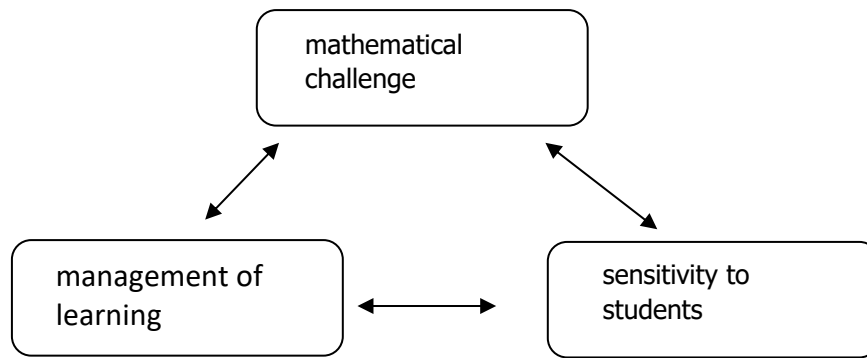 mathematical
challenge
management of
learning
sensitivity to
students